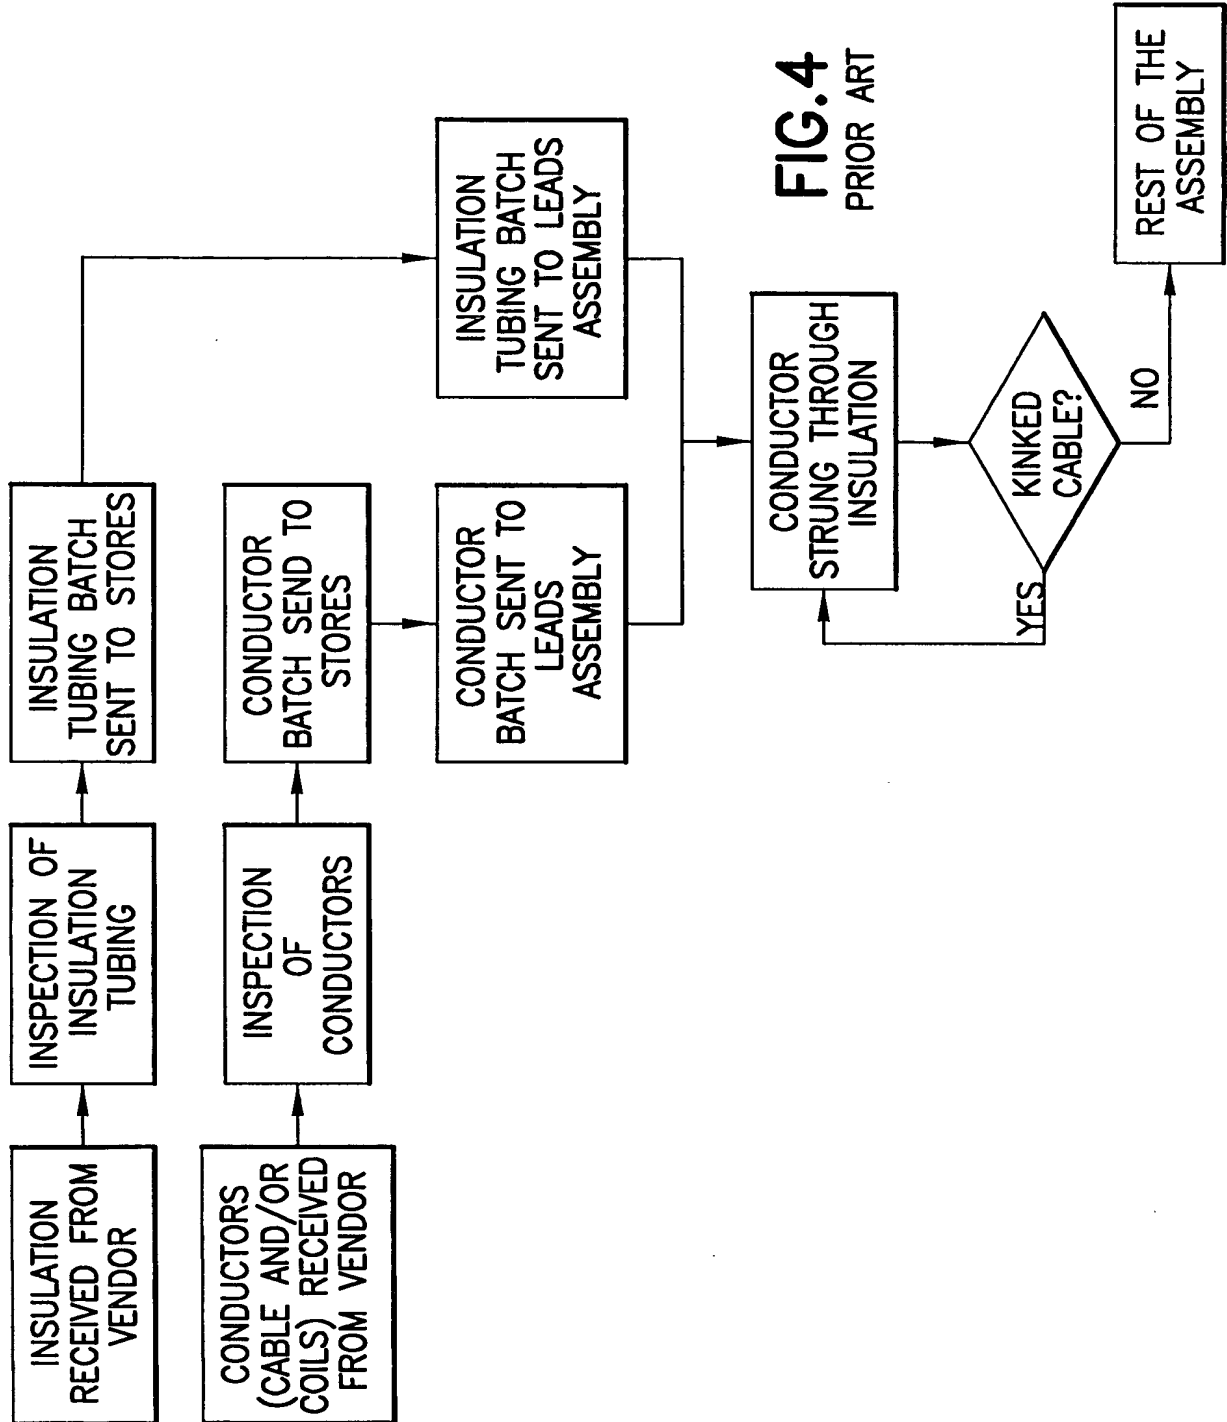 INSULATION
RECEIVED FROM
VENDOR
INSPECTION OF
INSULATION
TUBING
INSULATION
TUBING BATCH
SENT TO STORES
CONDUCTORS
(CABLE AND/OR
COILS) RECEIVED
FROM VENDOR
INSPECTION
OF
CONDUCTORS
CONDUCTOR
BATCH SEND TO
STORES
CONDUCTOR
BATCH SENT TO
LEADS
ASSEMBLY
INSULATION
TUBING BATCH
SENT TO LEADS
ASSEMBLY
CONDUCTOR
STRUNG THROUGH
INSULATION
KINKED
CABLE?
YES
NO
REST OF THE
ASSEMBLY
FIG.4
PRIOR ART